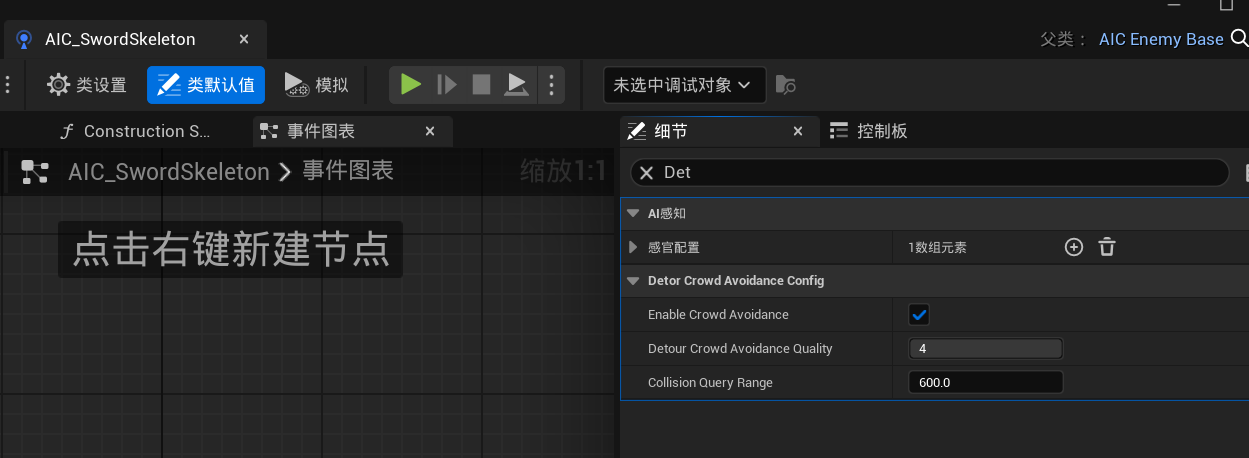 AIC_SwordSkeleton
父类： AIC Enemy Base
类设置 类默认值 模拟 未选中调试对象
Construction S... 事件图表 细节 控制板
AIC_SwordSkeleton 事件图表 缩放1:1
Det
AI感知
点击右键新建节点
感官配置 1数组元素
Detor Crowd Avoidance Config
Enable Crowd Avoidance
Detour Crowd Avoidance Quality 4
Collision Query Range 600.0